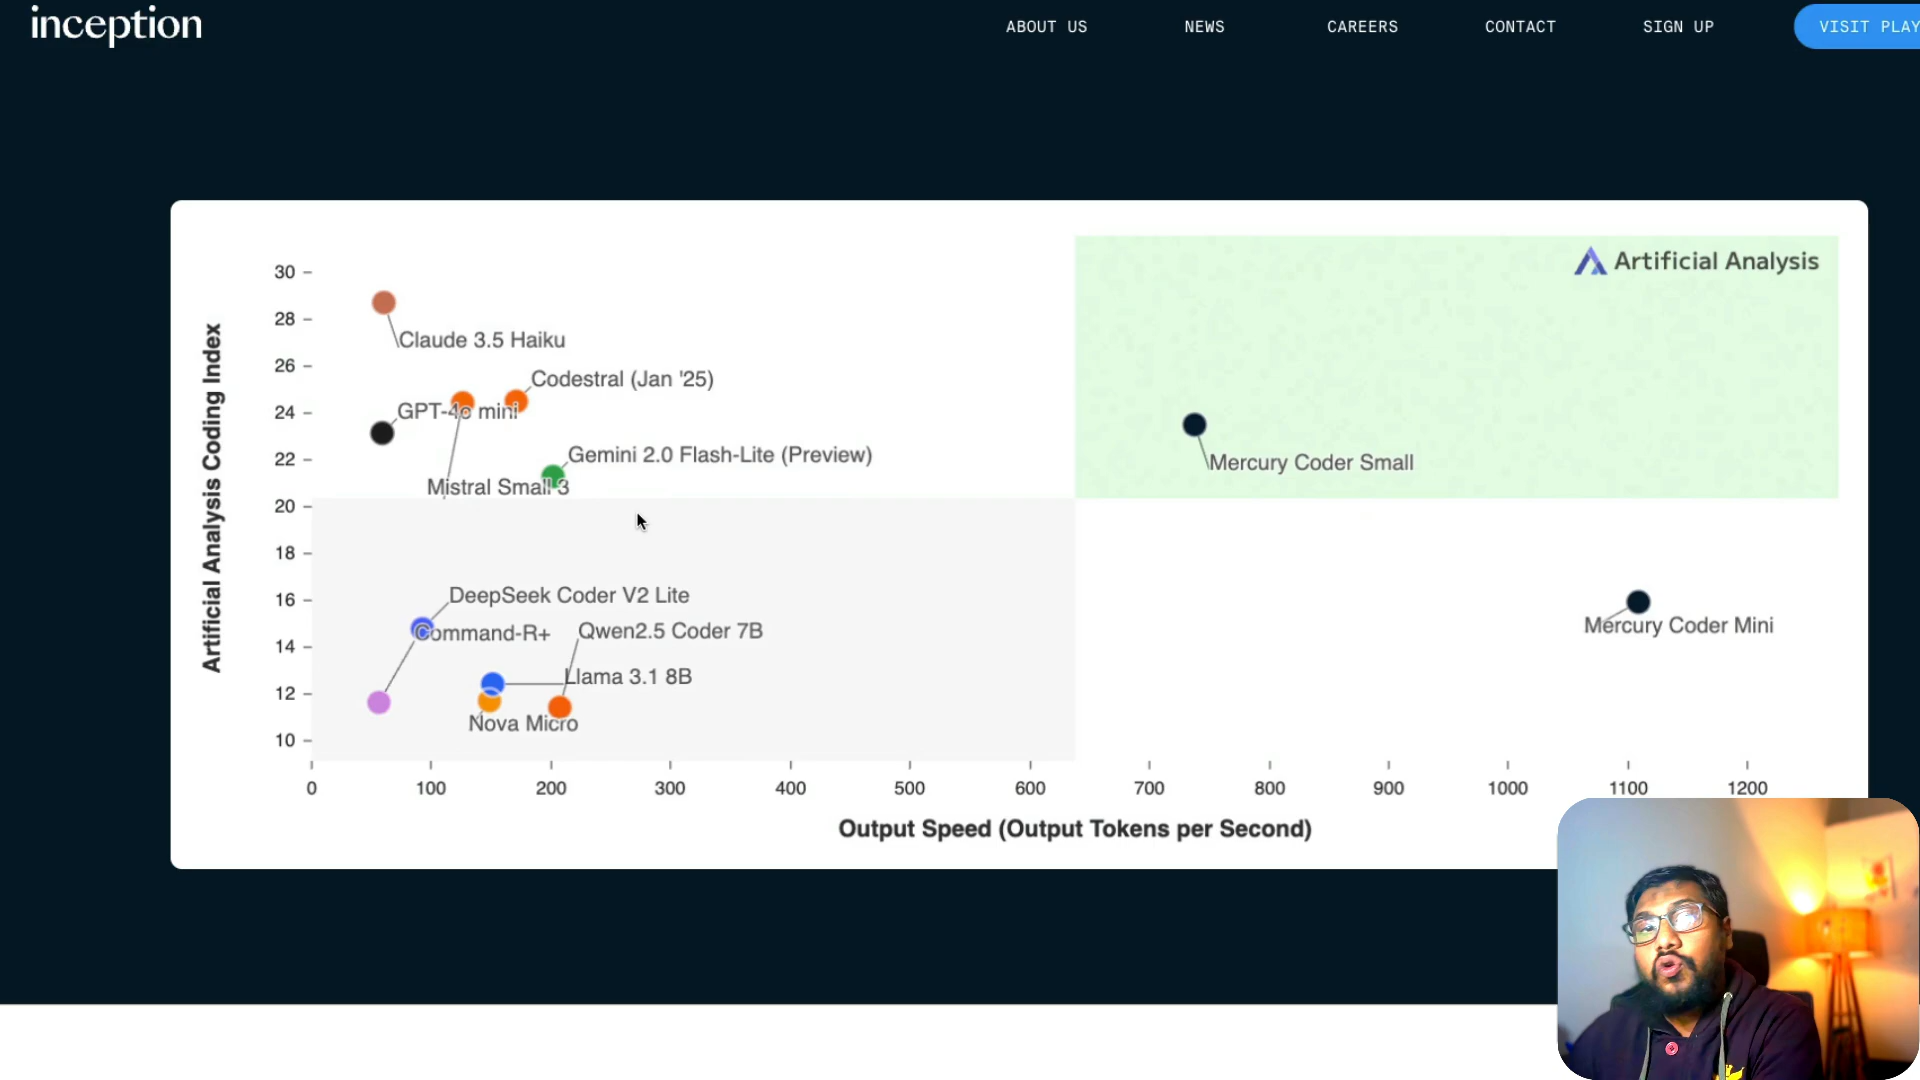 inception
ABOUT US
NEWS
CAREERS
CONTACT
SIGN UP
VISIT PLAY
Artificial Analysis
Artificial Analysis Coding Index
30
28
26
24
22
20
18
16
14
12
10
Claude 3.5 Haiku
Codestral (Jan '25)
GPT-4o mini
Gemini 2.0 Flash-Lite (Preview)
Mistral Small 3
Mercury Coder Small
DeepSeek Coder V2 Lite
Command-R+
Qwen2.5 Coder 7B
Mercury Coder Mini
Llama 3.1 8B
Nova Micro
0
100
200
300
400
500
600
700
800
900
1000
1100
1200
Output Speed (Output Tokens per Second)